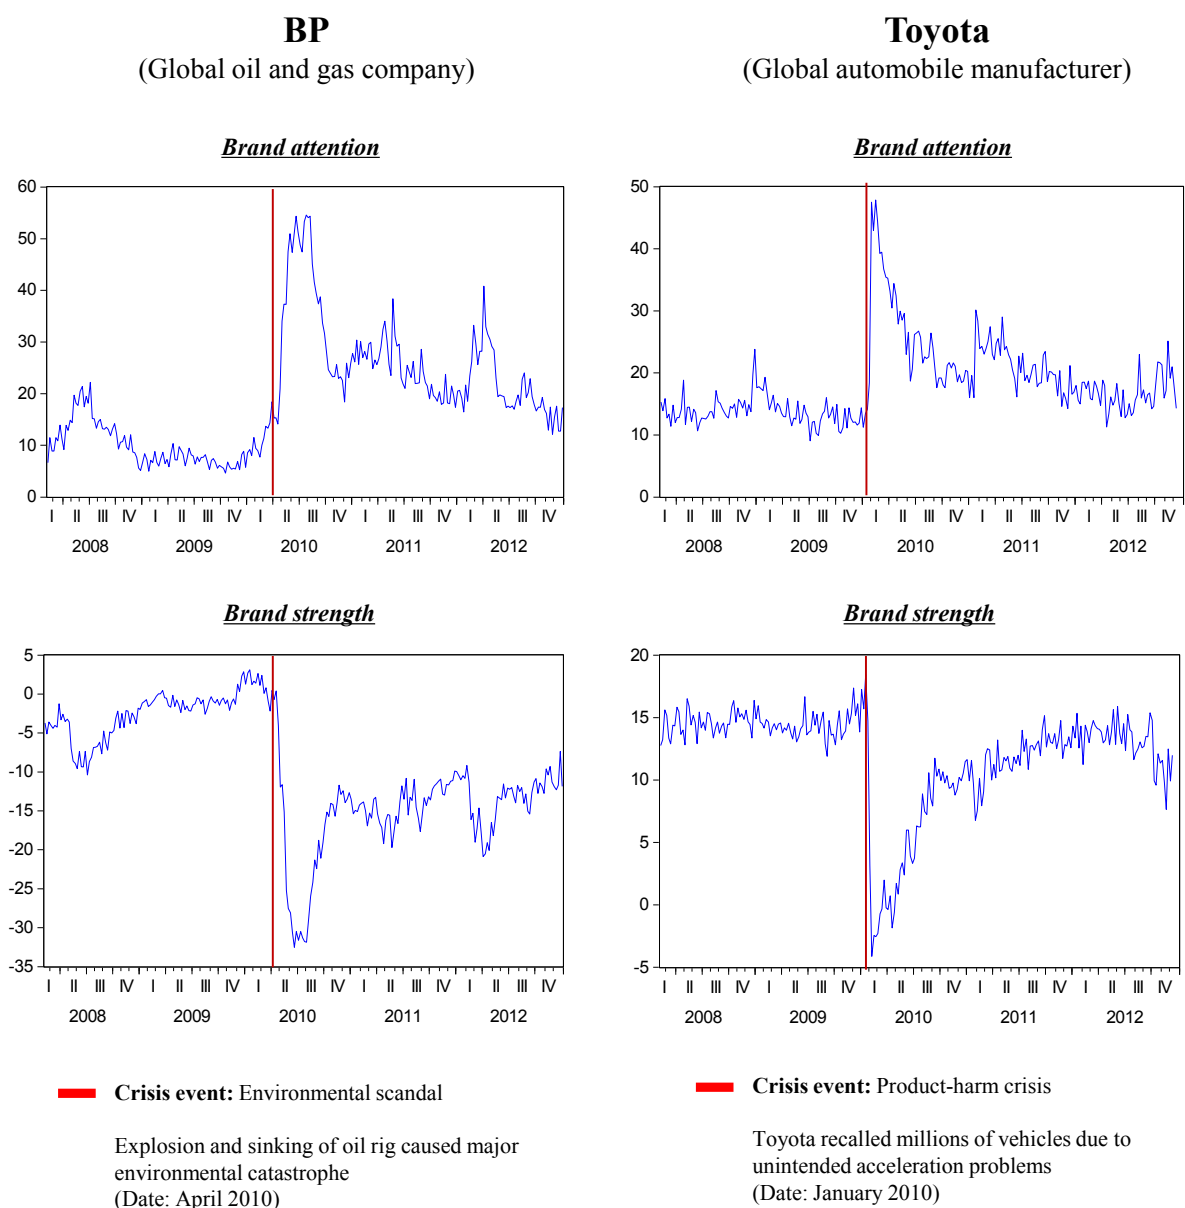 BP
(Global oil and gas company)
Toyota
(Global automobile manufacturer)
Brand attention
60
50
40
30
20
10
0
I II III IV I II III IV I II III IV I II III IV I II III IV
2008 2009 2010 2011 2012
Brand attention
50
40
30
20
10
0
I II III IV I II III IV I II III IV I II III IV I II III IV
2008 2009 2010 2011 2012
Brand strength
5
0
-5
-10
-15
-20
-25
-30
-35
I II III IV I II III IV I II III IV I II III IV I II III IV
2008 2009 2010 2011 2012
Brand strength
20
15
10
5
0
-5
I II III IV I II III IV I II III IV I II III IV I II III IV
2008 2009 2010 2011 2012
Crisis event: Environmental scandal
Explosion and sinking of oil rig caused major
environmental catastrophe
(Date: April 2010)
Crisis event: Product-harm crisis
Toyota recalled millions of vehicles due to
unintended acceleration problems
(Date: January 2010)